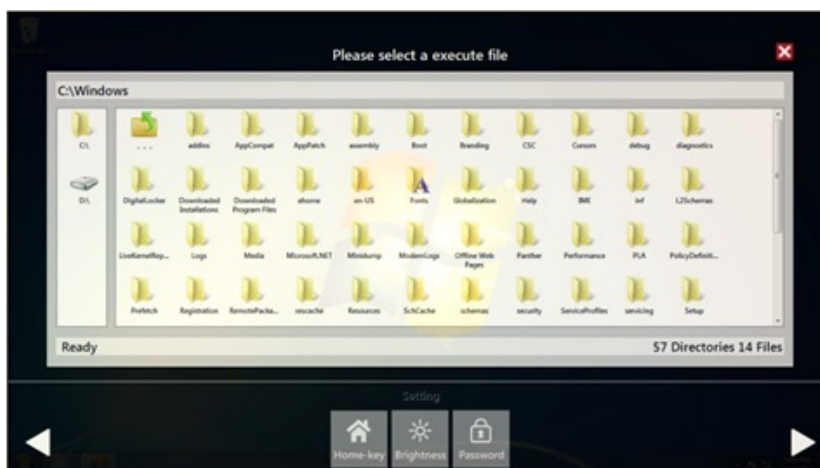 Please select a execute file
C:\Windows
C:\
. . .
addins
AppCompat
AppPatch
assembly
Boot
Branding
CSC
Cursors
debug
diagnostics
D:\
DigitalLocker
Downloaded Installations
Downloaded Program Files
ehome
en-US
Fonts
Globalization
Help
IME
inf
L2Schemas
LiveKernelRep...
Logs
Media
Microsoft.NET
Minidump
ModemLogs
Offline Web Pages
Panther
Performance
PLA
PolicyDefiniti...
Prefetch
Registration
RemotePacka...
rescache
Resources
SchCache
schemas
security
ServiceProfiles
servicing
Setup
Ready
57 Directories 14 Files
Setting
Home-key
Brightness
Password